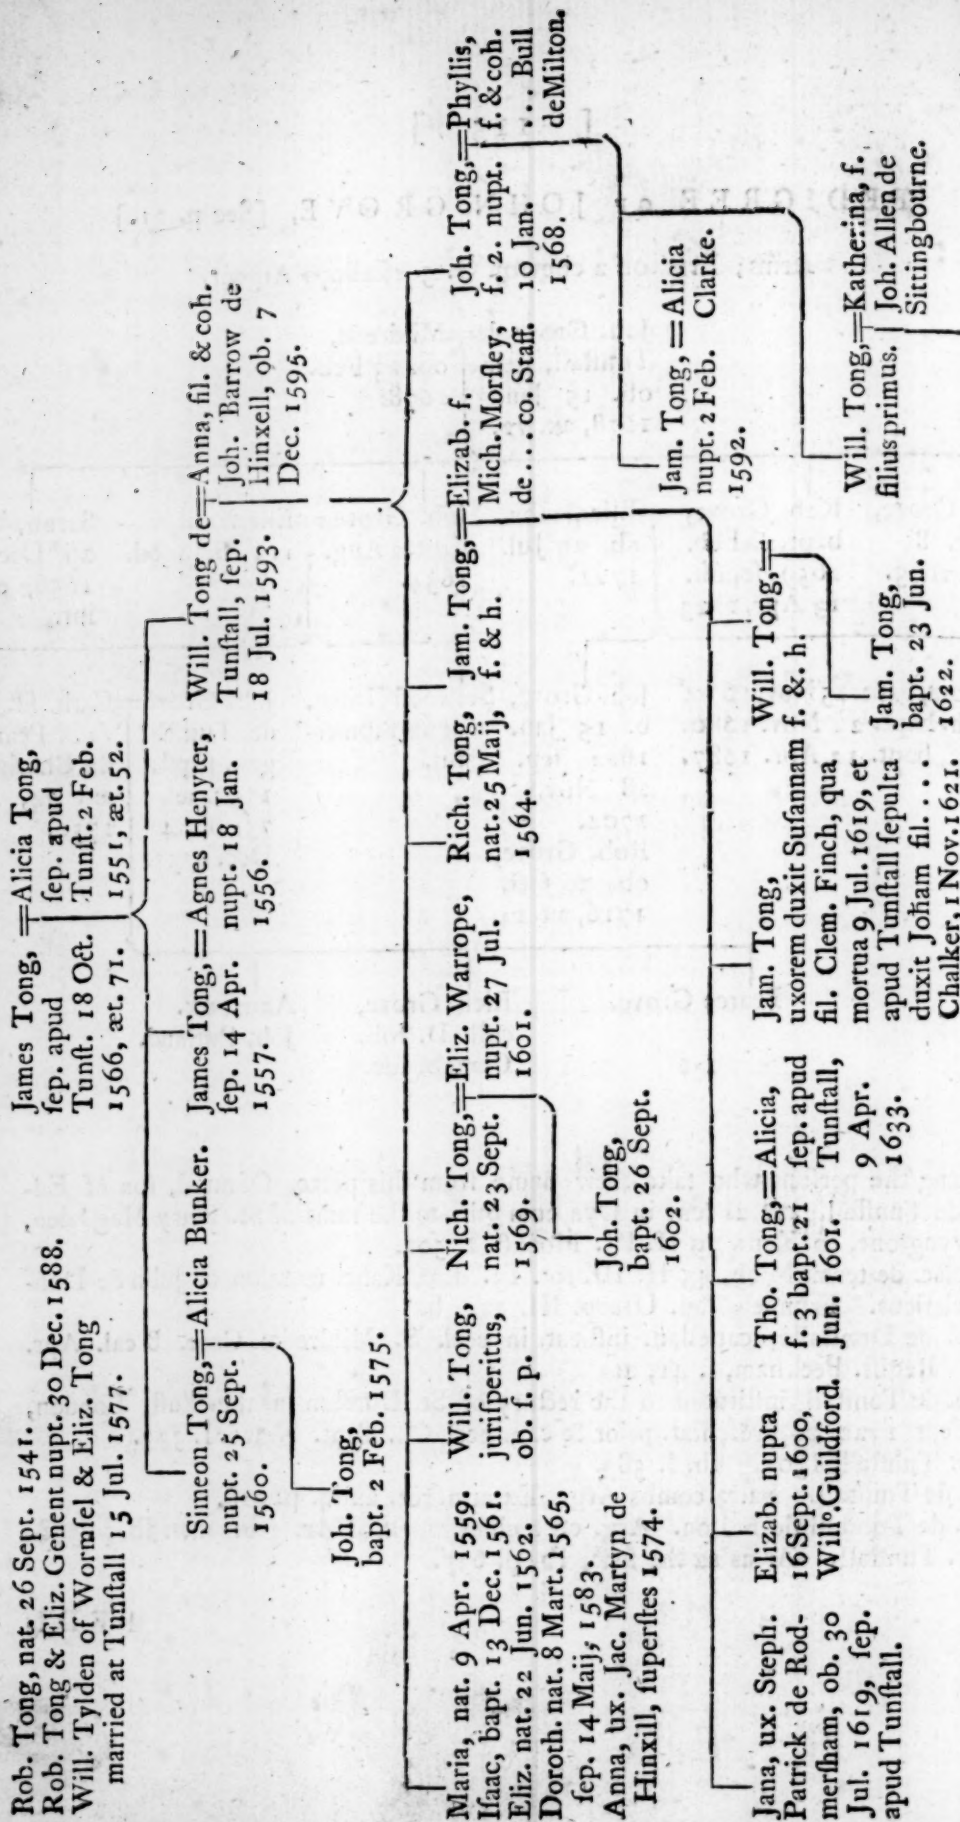 Rob. Tong, nat. 26 Sept. 1541.
Rob. Tong & Eliz. Genent nupt. 30 Dec. 1588.
Will. Tylden of Wormſel & Eliz. Tong
married at Tunſtall 15 Jul. 1577.
James Tong,
ſep. apud
Tunſt. 18 Oct.
1566, æt. 71.
=Alicia Tong,
ſep. apud
Tunſt. 2 Feb.
1551, æt. 52.
Simeon Tong,=Alicia Bunker.
nupt. 25 Sept.
1560.
James Tong,=Agnes Henyter,
ſep. 14 Apr.
1557.
nupt. 18 Jan.
1556.
Will. Tong de=Anna, fil. & coh.
Tunſtall, ſep.
18 Jul. 1593.
Joh. Barrow de
Hinxell, ob. 7
Dec. 1595.
Joh. Tong,
bapt. 2 Feb. 1575.
Maria, nat. 9 Apr. 1559.
Iſaac, bapt. 13 Dec. 1561.
Eliz. nat. 22 Jun. 1562.
Doroth. nat. 8 Mart. 1565.
ſep. 14 Maij, 1583.
Anna, ux. Jac. Martyn de
Hinxill, ſuperſtes 1574.
Will. Tong,
juriſperitus,
ob. ſ. p.
Nich. Tong,=Eliz. Warrope,
nat. 23 Sept.
1569.
nupt. 27 Jul.
1601.
Rich. Tong,
nat. 25 Maij,
1564.
Jam. Tong,=Elizab. f.
f. & h.
Mich. Morſley,
de . . . . . co. Staff.
Joh. Tong,=Phyllis,
f. 2. nupt.
10 Jan.
1568.
f. & coh.
. . . . Bull
de Milton.
Joh. Tong,
bapt. 26 Sept.
1602.
Jam. Tong,=Alicia
nupt. 2 Feb.
1592.
Clarke.
Jana, ux. Steph.
Patrick de Rod-
merſham, ob. 30
Jul. 1619, ſep.
apud Tunſtall.
Elizab. nupta
16 Sept. 1600,
Willo Guildford.
Tho. Tong,=Alicia,
f. 3 bapt. 2
Jun. 1601.
ſep. apud
Tunſtall,
9 Apr.
1633.
Jam. Tong,
uxorem duxit Suſannam
fil. Clem. Finch, qua
mortua 9 Jul. 1619, et
apud Tunſtall ſepulta
duxit Joham fil. . . .
Chalker, 1 Nov. 1621.
Will. Tong,=
f. &. h.
Jam. Tong,
bapt. 23 Jun.
1622.
Will. Tong,=Katherina, f.
filius primus.
Joh. Allen de
Sittingbourne.